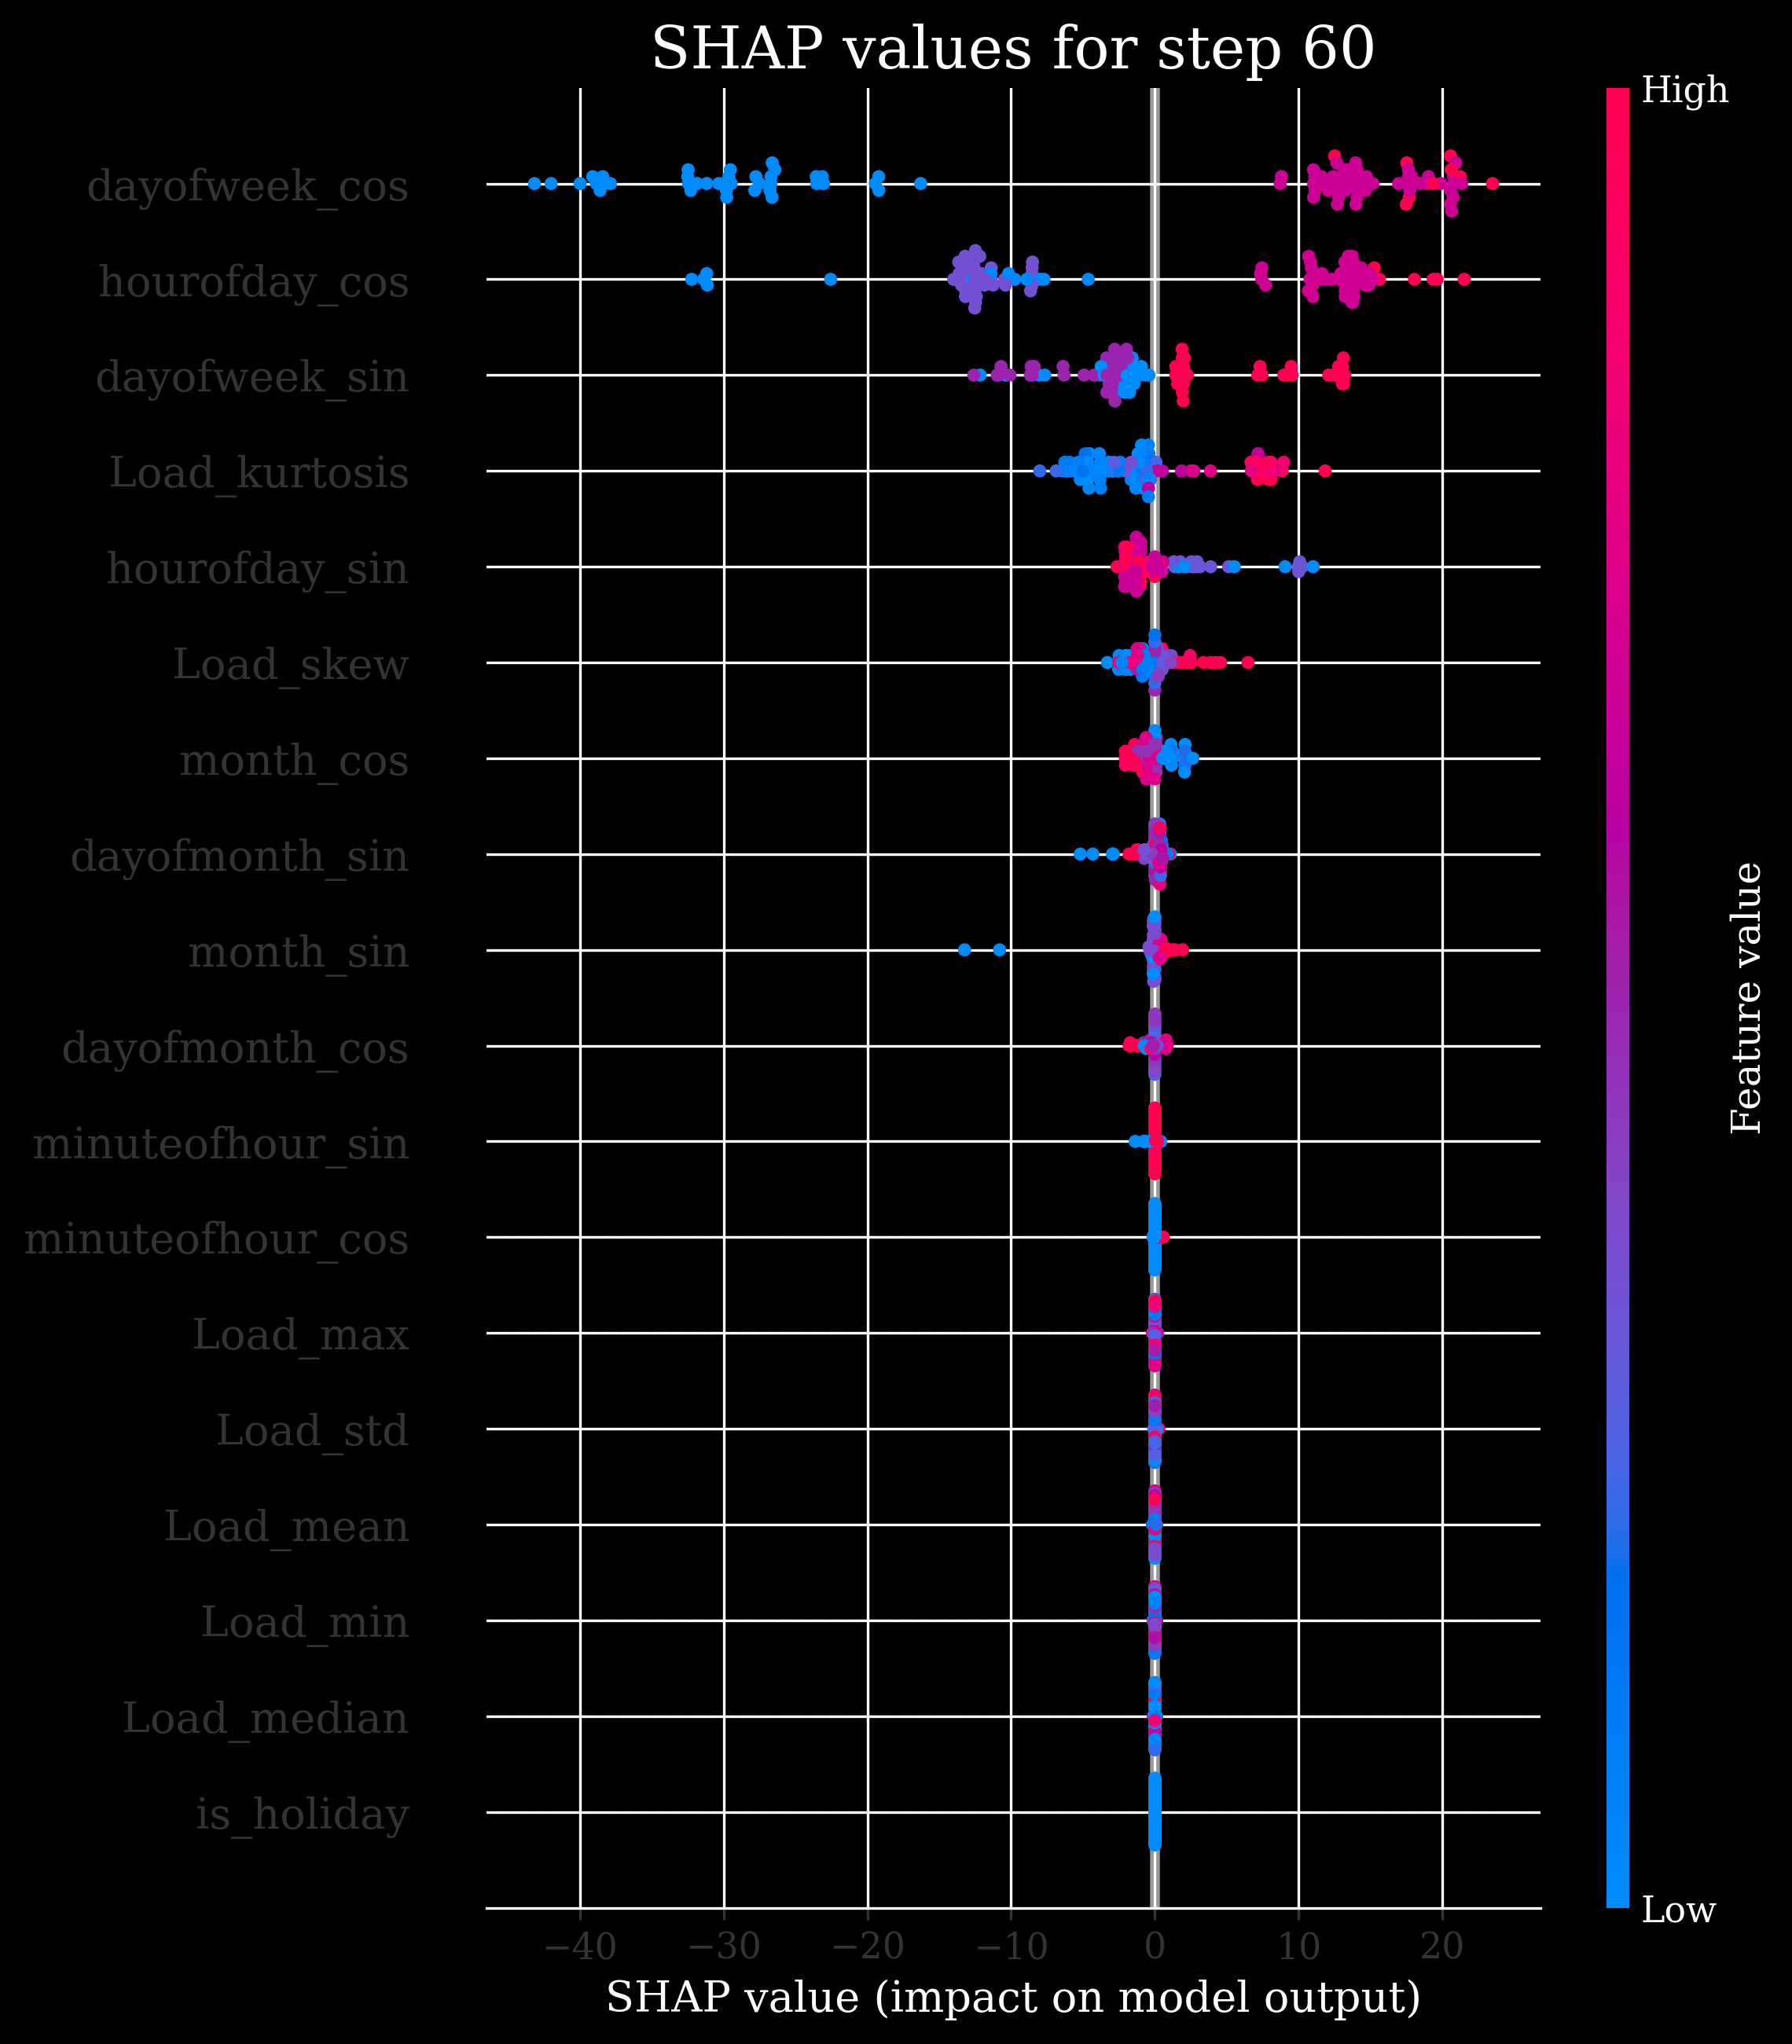 SHAP values for step 60
High
dayofweek_cos
hourofday_cos
dayofweek_sin
Load_kurtosis
hourofday_sin
Load_skew
month_cos
dayofmonth_sin
month_sin
dayofmonth_cos
minuteofhour_sin
minuteofhour_cos
Load_max
Load_std
Load_mean
Load_min
Load_median
is_holiday
Feature value
Low
−40 −30 −20 −10 0 10 20
SHAP value (impact on model output)